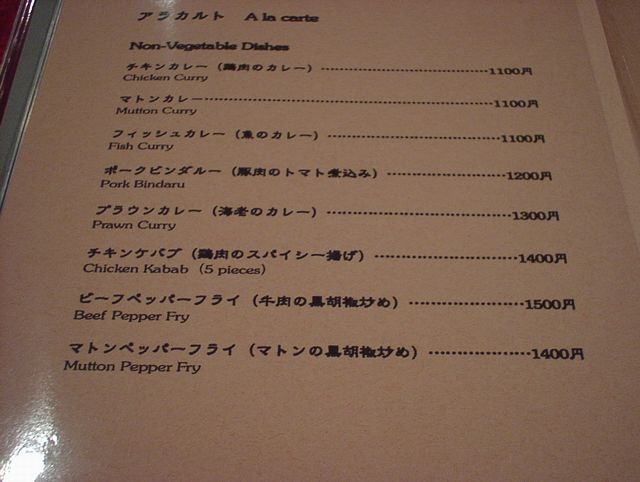 アラカルト A la carte
Non-Vegetable Dishes
チキンカレー（鶏肉のカレー）‥‥‥‥‥‥‥‥‥‥‥‥‥1100円
Chicken Curry
マトンカレー‥‥‥‥‥‥‥‥‥‥‥‥‥‥‥‥‥‥‥‥‥1100円
Mutton Curry
フィッシュカレー（魚のカレー）‥‥‥‥‥‥‥‥‥‥‥‥1100円
Fish Curry
ポークビンダルー（豚肉のトマト煮込み）‥‥‥‥‥‥‥‥1200円
Pork Bindaru
プラウンカレー（海老のカレー）‥‥‥‥‥‥‥‥‥‥‥‥1300円
Prawn Curry
チキンケバブ（鶏肉のスパイシー揚げ）‥‥‥‥‥‥‥‥‥1400円
Chicken Kabab（5 pieces）
ビーフペッパーフライ（牛肉の黒胡椒炒め）‥‥‥‥‥‥‥1500円
Beef Pepper Fry
マトンペッパーフライ（マトンの黒胡椒炒め）‥‥‥‥‥‥1400円
Mutton Pepper Fry